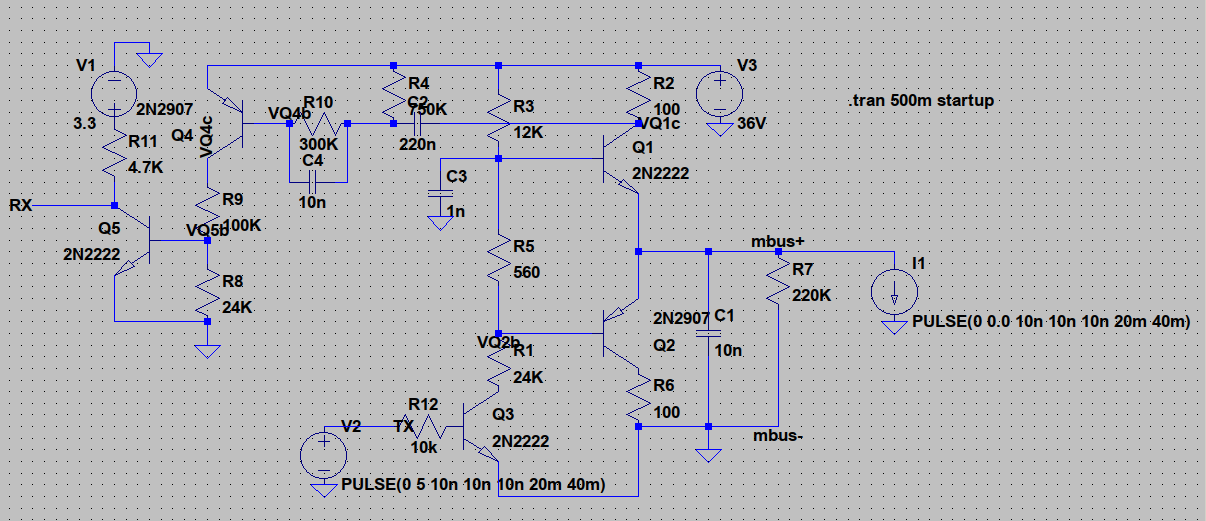 V1
3.3
R11
4.7K
RX
Q5
2N2222
2N2907
Q4
VQ4c
R9
100K
VQ5b
R8
24K
VQ4b
R10
300K
C4
10n
R4
750K
C2
220n
R3
12K
C3
1n
R5
560
VQ2b
R1
24K
R12
10k
TX
V2
PULSE(0 5 10n 10n 10n 20m 40m)
Q3
2N2222
R2
100
VQ1c
Q1
2N2222
V3
36V
.tran 500m startup
mbus+
R7
220K
I1
PULSE(0 0.0 10n 10n 10n 20m 40m)
2N2907
Q2
C1
10n
R6
100
mbus-